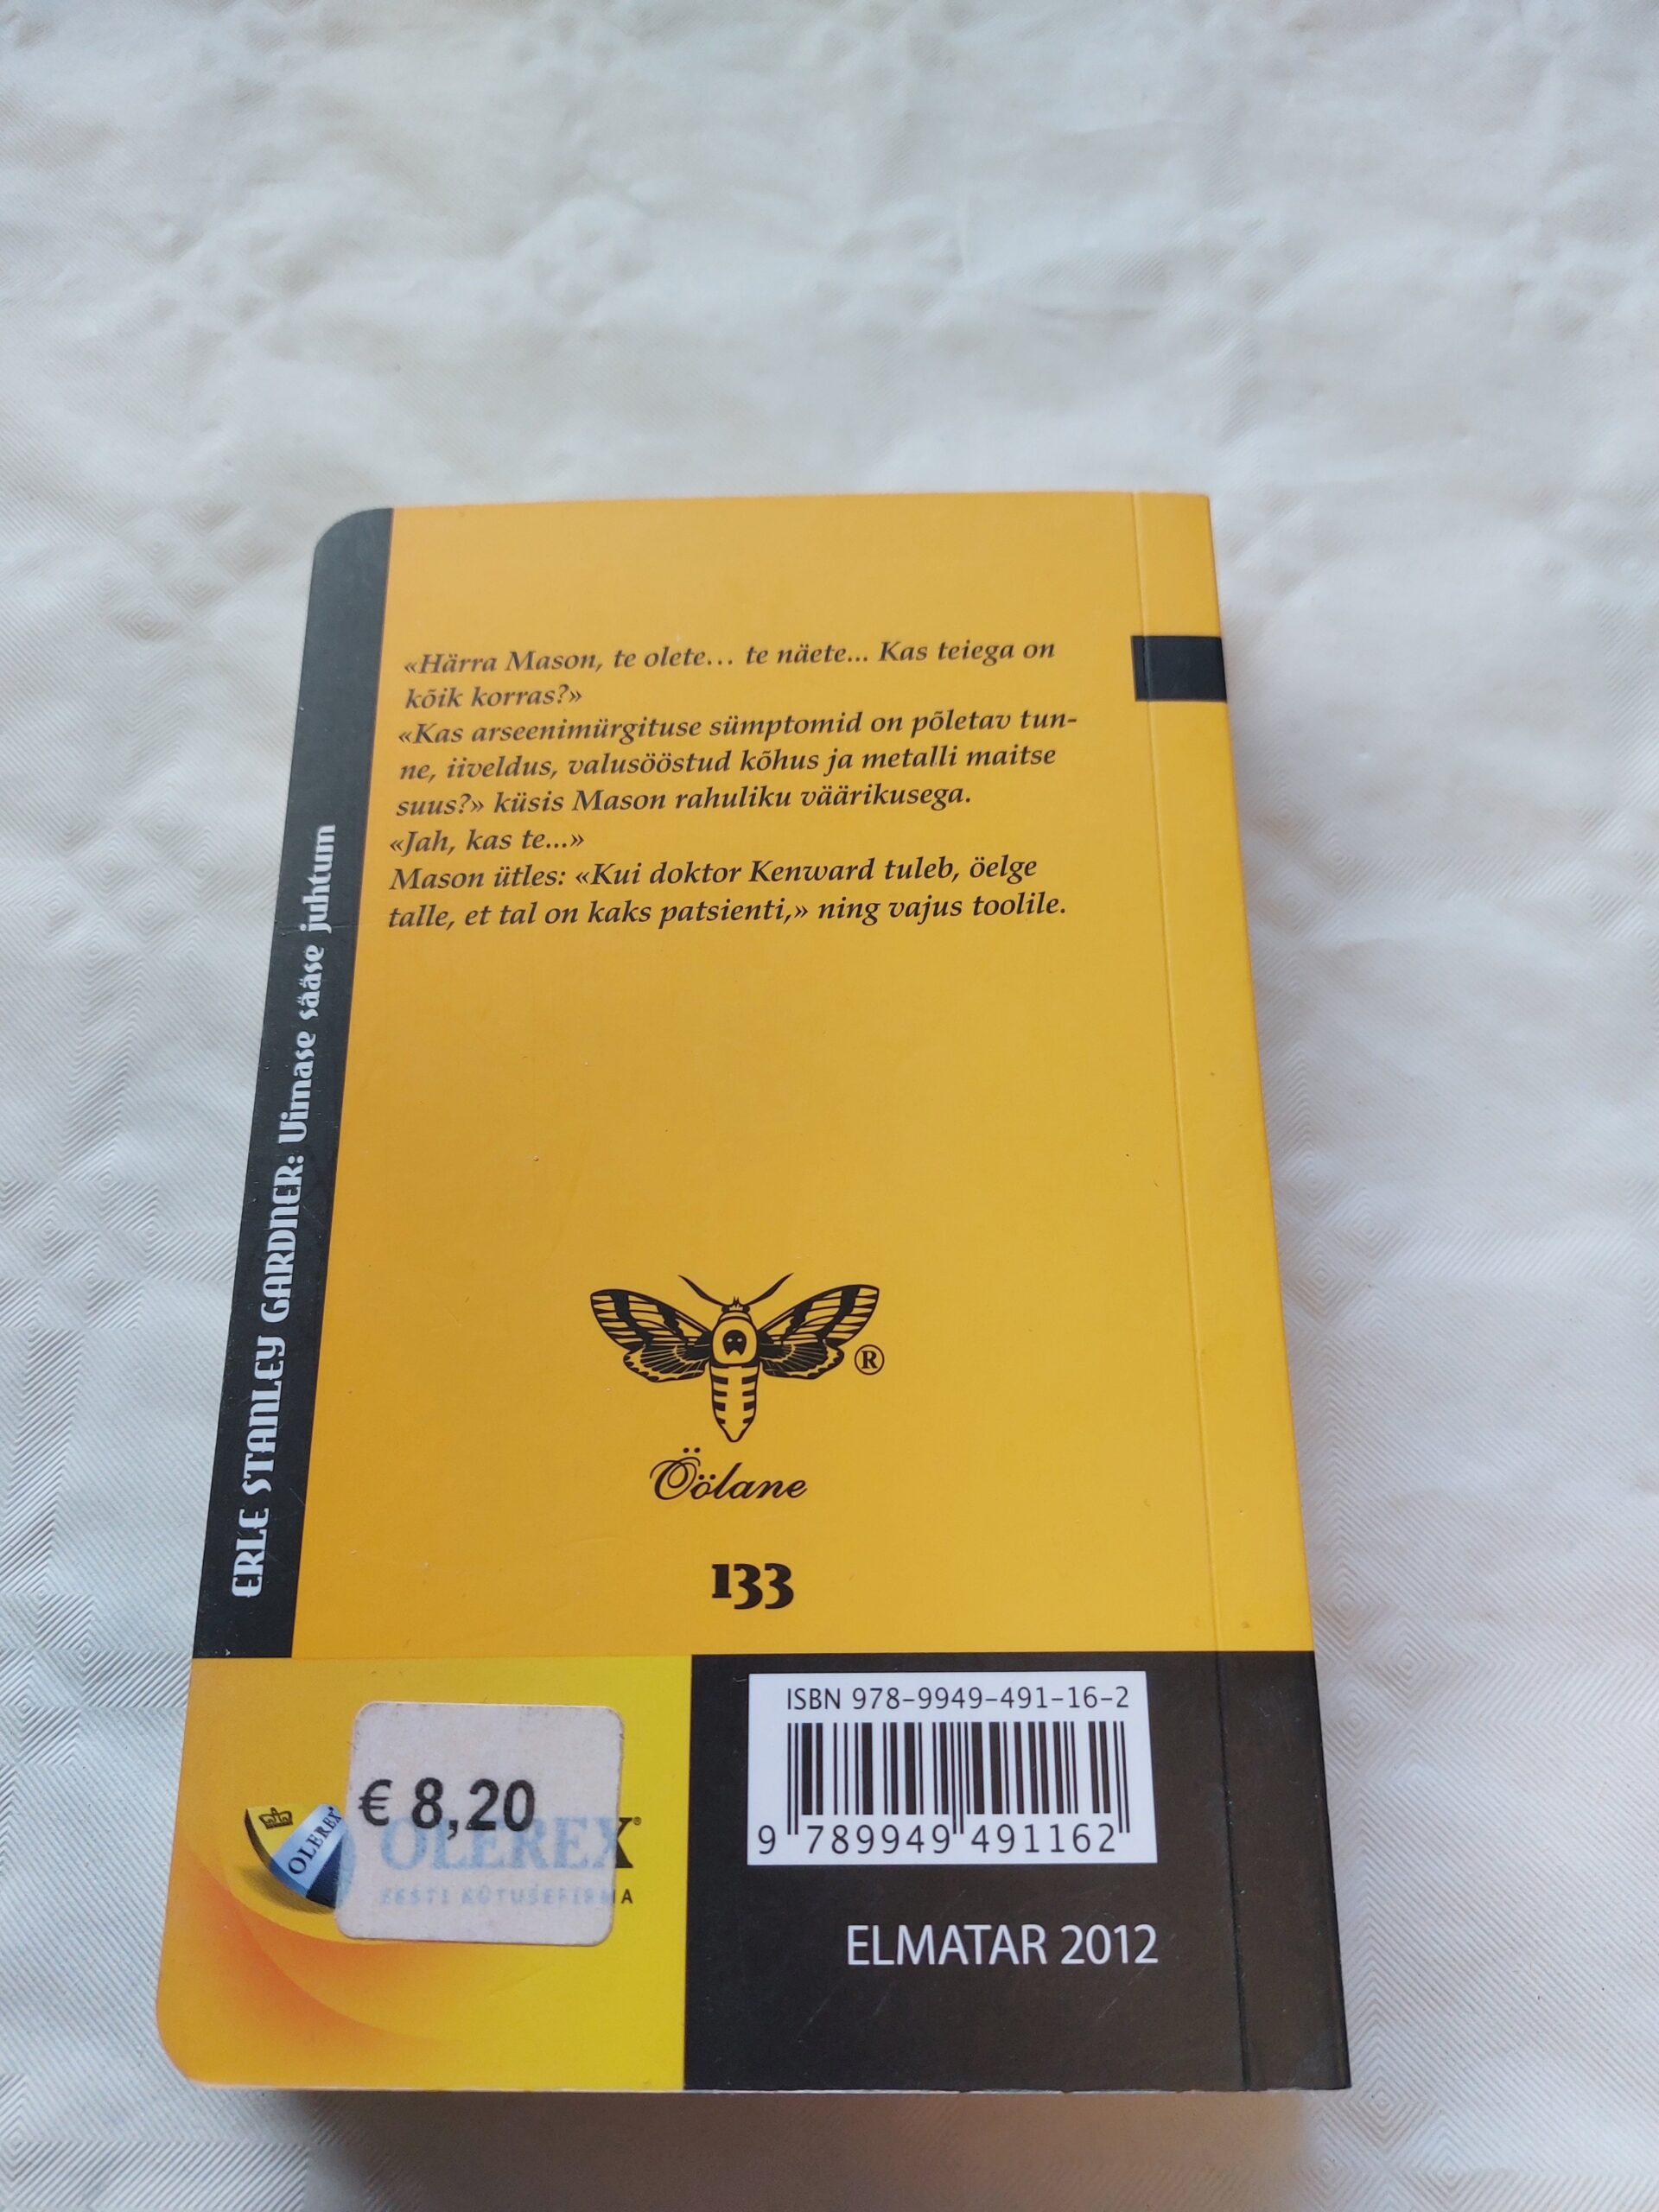 «Härra Mason, te olete... te näete... Kas teiega on
kõik korras?»
«Kas arseenimürgituse sümptomid on põletav tun-
ne, iiveldus, valusööstud kõhus ja metalli maitse
suus?» küsis Mason rahuliku väärikusega.
«Jah, kas te...»
Mason ütles: «Kui doktor Kenward tuleb, öelge
talle, et tal on kaks patsienti,» ning vajus toolile.
ERLE STANLEY GARDNER: Uimase sääse juhtum
®
Öölane
133
€ 8,20
OLEREX
OLEREX
EESTI KÜTUSEFIRMA
ISBN 978-9949-491-16-2
9 789949 491162
ELMATAR 2012